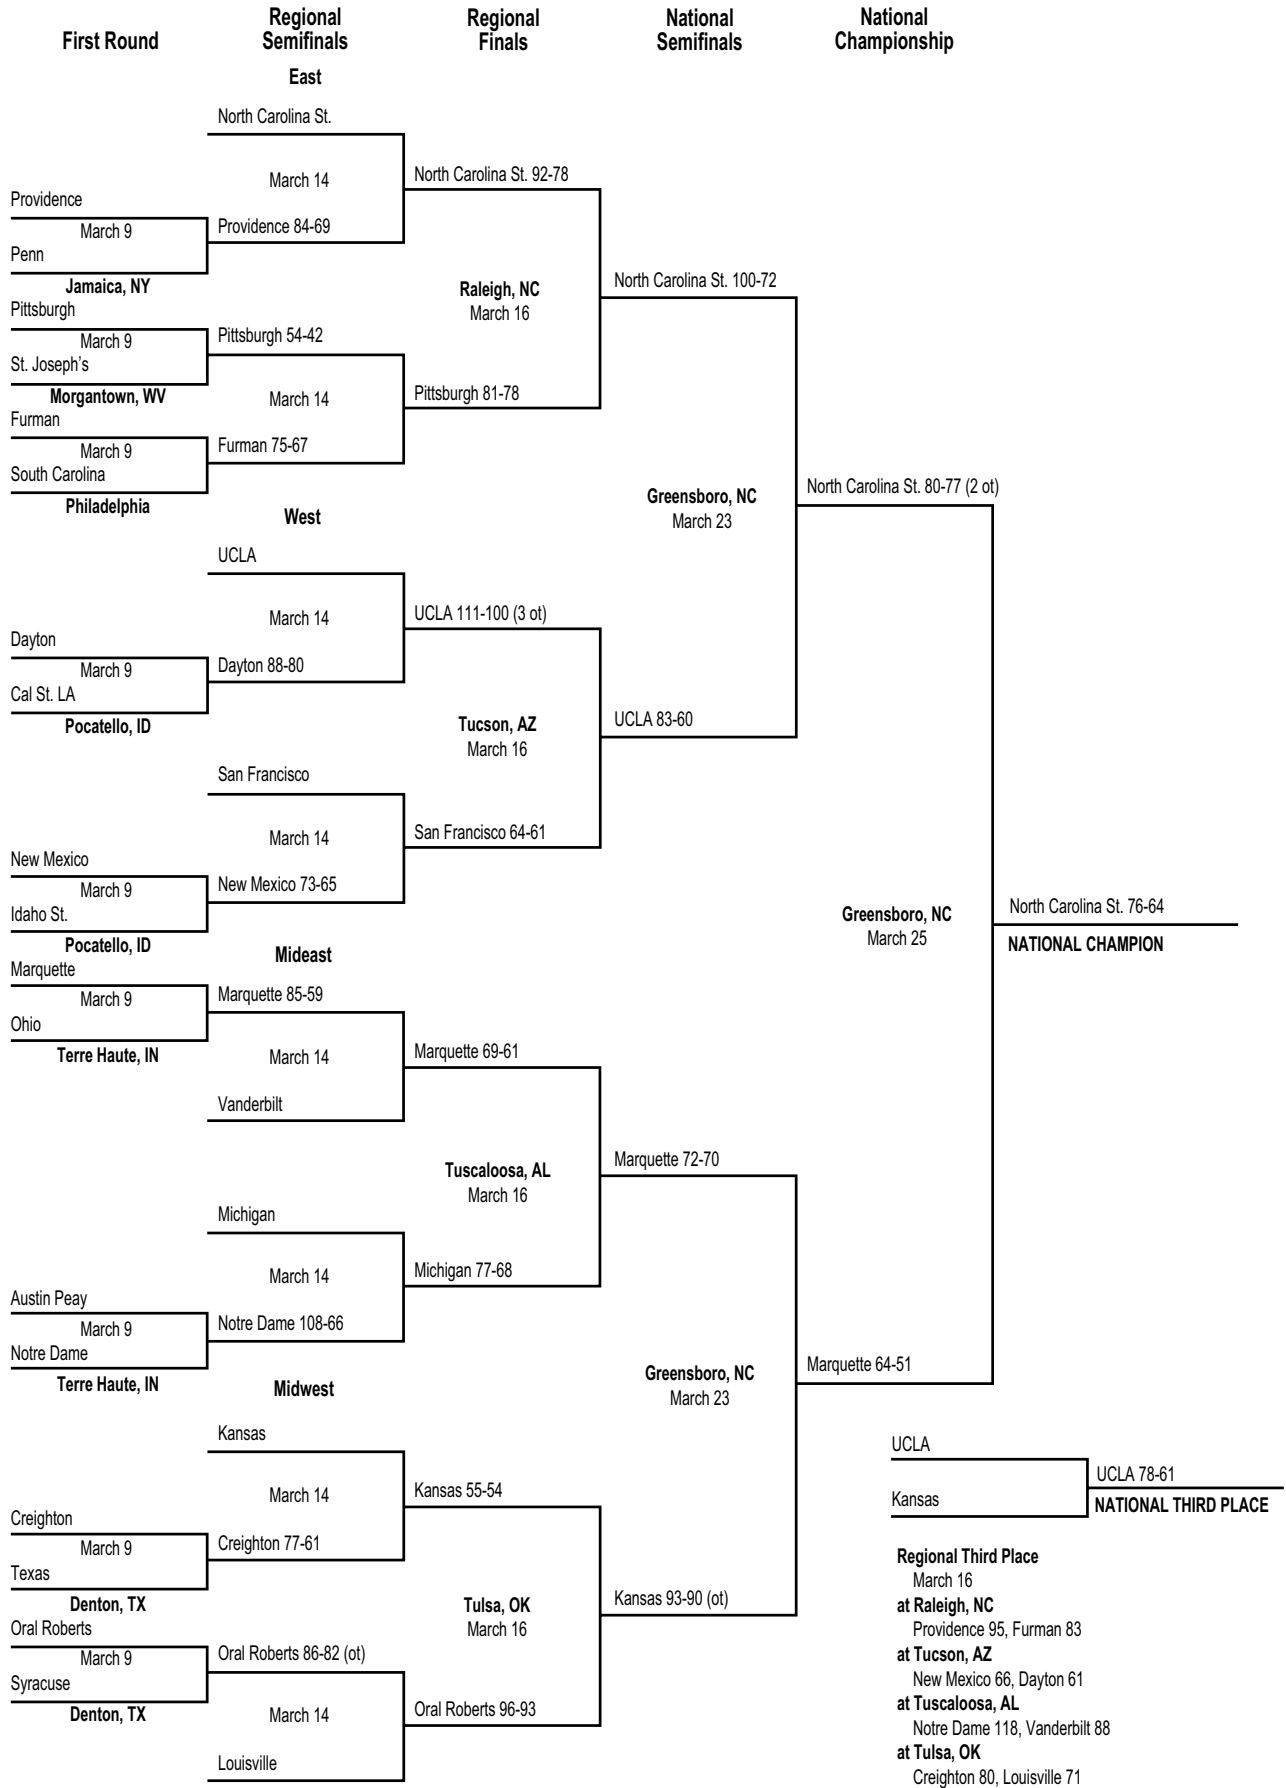 First Round
Regional
Semifinals
Regional
Finals
National
Semifinals
National
Championship
East
North Carolina St.
March 14
North Carolina St. 92-78
Providence
March 9
Providence 84-69
Penn
Jamaica, NY
Raleigh, NC
March 16
North Carolina St. 100-72
Pittsburgh
March 9
Pittsburgh 54-42
St. Joseph's
Morgantown, WV
March 14
Pittsburgh 81-78
Furman
March 9
Furman 75-67
South Carolina
Philadelphia
Greensboro, NC
March 23
North Carolina St. 80-77 (2 ot)
West
UCLA
March 14
UCLA 111-100 (3 ot)
Dayton
March 9
Dayton 88-80
Cal St. LA
Pocatello, ID
Tucson, AZ
March 16
UCLA 83-60
San Francisco
March 14
San Francisco 64-61
New Mexico
March 9
New Mexico 73-65
Idaho St.
Pocatello, ID
Greensboro, NC
March 25
North Carolina St. 76-64
NATIONAL CHAMPION
Mideast
Marquette
March 9
Marquette 85-59
Ohio
Terre Haute, IN
March 14
Marquette 69-61
Vanderbilt
Tuscaloosa, AL
March 16
Marquette 72-70
Michigan
March 14
Michigan 77-68
Austin Peay
March 9
Notre Dame 108-66
Notre Dame
Terre Haute, IN
Greensboro, NC
March 23
Marquette 64-51
Midwest
Kansas
March 14
Kansas 55-54
Creighton
March 9
Creighton 77-61
Texas
Denton, TX
Tulsa, OK
March 16
Kansas 93-90 (ot)
Oral Roberts
March 9
Oral Roberts 86-82 (ot)
Syracuse
Denton, TX
March 14
Oral Roberts 96-93
Louisville
UCLA
UCLA 78-61
Kansas
NATIONAL THIRD PLACE
Regional Third Place
March 16
at Raleigh, NC
Providence 95, Furman 83
at Tucson, AZ
New Mexico 66, Dayton 61
at Tuscaloosa, AL
Notre Dame 118, Vanderbilt 88
at Tulsa, OK
Creighton 80, Louisville 71